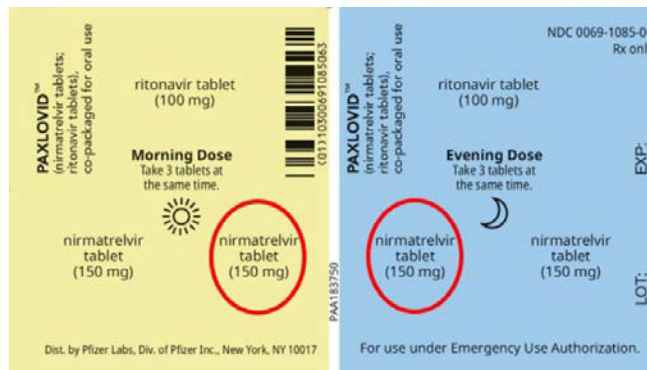 PAXLOVID™
(nirmatrelvir tablets;
ritonavir tablets),
co-packaged for oral use
ritonavir tablet
(100 mg)
(01)10300691085063
Morning Dose
Take 3 tablets at
the same time.
nirmatrelvir
tablet
(150 mg)
nirmatrelvir
tablet
(150 mg)
Dist. by Pfizer Labs, Div. of Pfizer Inc., New York, NY 10017
PAA183750
PAXLOVID™
(nirmatrelvir tablets;
ritonavir tablets),
co-packaged for oral use
NDC 0069-1085-0
Rx onl
ritonavir tablet
(100 mg)
Evening Dose
Take 3 tablets at
the same time.
nirmatrelvir
tablet
(150 mg)
nirmatrelvir
tablet
(150 mg)
EXP:
LOT:
For use under Emergency Use Authorization.